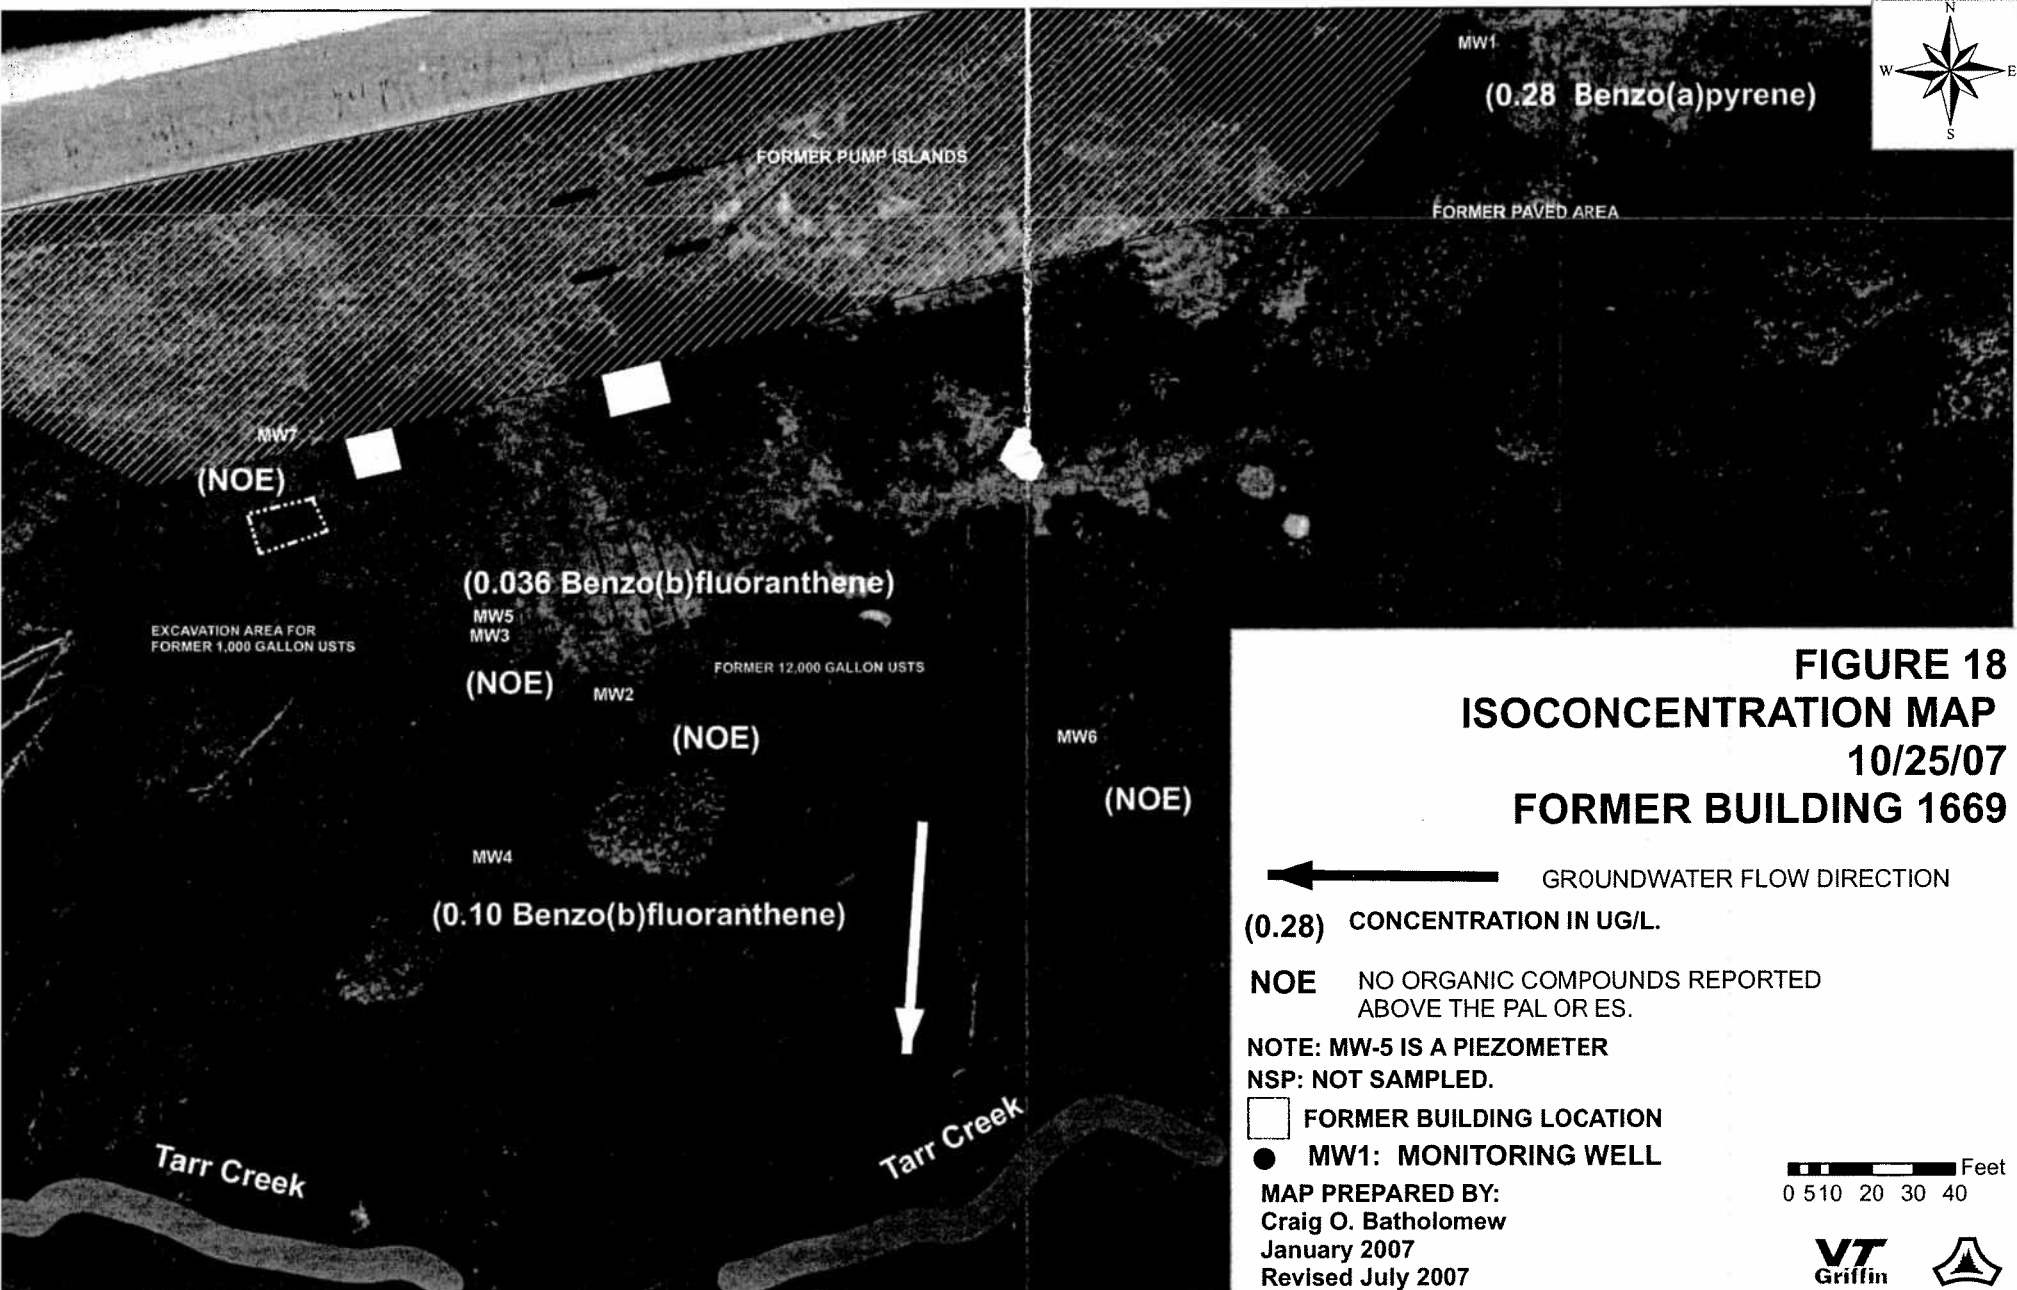 N
W
E
S
MW1
(0.28 Benzo(a)pyrene)
FORMER PUMP ISLANDS
FORMER PAVED AREA
MW7
(NOE)
(0.036 Benzo(b)fluoranthene)
MW5
MW3
EXCAVATION AREA FOR
FORMER 1,000 GALLON USTS
(NOE)
MW2
FORMER 12,000 GALLON USTS
(NOE)
MW6
(NOE)
MW4
(0.10 Benzo(b)fluoranthene)
Tarr Creek
Tarr Creek
FIGURE 18
ISOCONCENTRATION MAP
10/25/07
FORMER BUILDING 1669
GROUNDWATER FLOW DIRECTION
(0.28) CONCENTRATION IN UG/L.
NOE NO ORGANIC COMPOUNDS REPORTED
ABOVE THE PAL OR ES.
NOTE: MW-5 IS A PIEZOMETER
NSP: NOT SAMPLED.
FORMER BUILDING LOCATION
MW1: MONITORING WELL
MAP PREPARED BY:
Craig O. Batholomew
January 2007
Revised July 2007
Feet
0 5 10 20 30 40
VT
Griffin